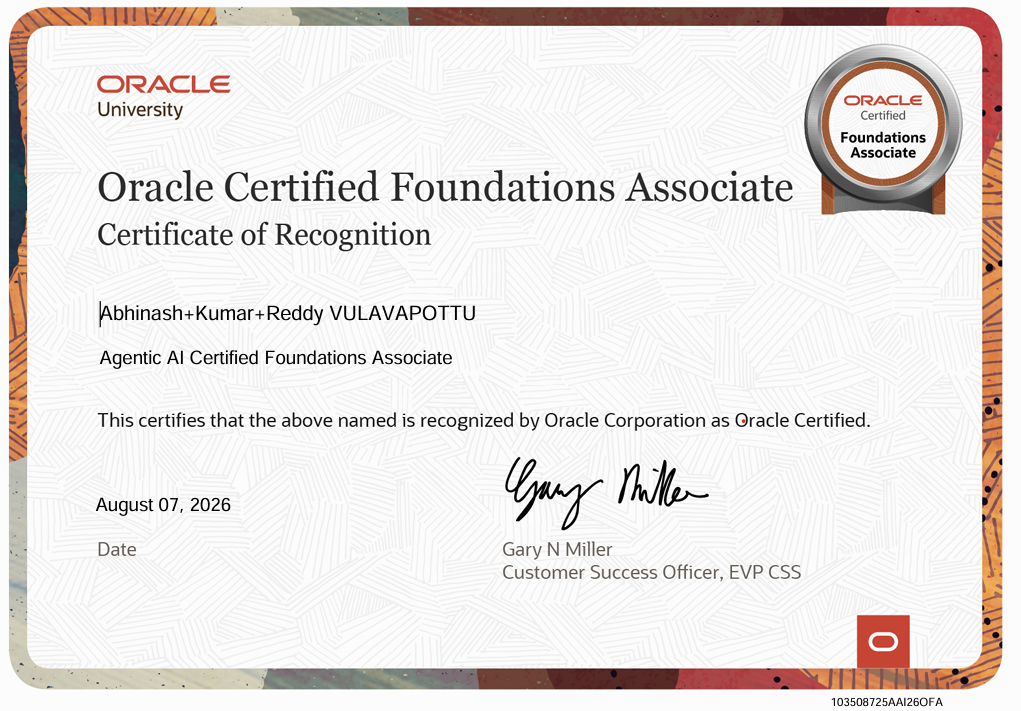 ORACLE
University
ORACLE
Certified
Foundations
Associate
Oracle Certified Foundations Associate
Certificate of Recognition
Abhinash+Kumar+Reddy VULAVAPOTTU
Agentic AI Certified Foundations Associate
This certifies that the above named is recognized by Oracle Corporation as Oracle Certified.
Gary Miller
August 07, 2026
Date
Gary N Miller
Customer Success Officer, EVP CSS
103508725AAI26OFA